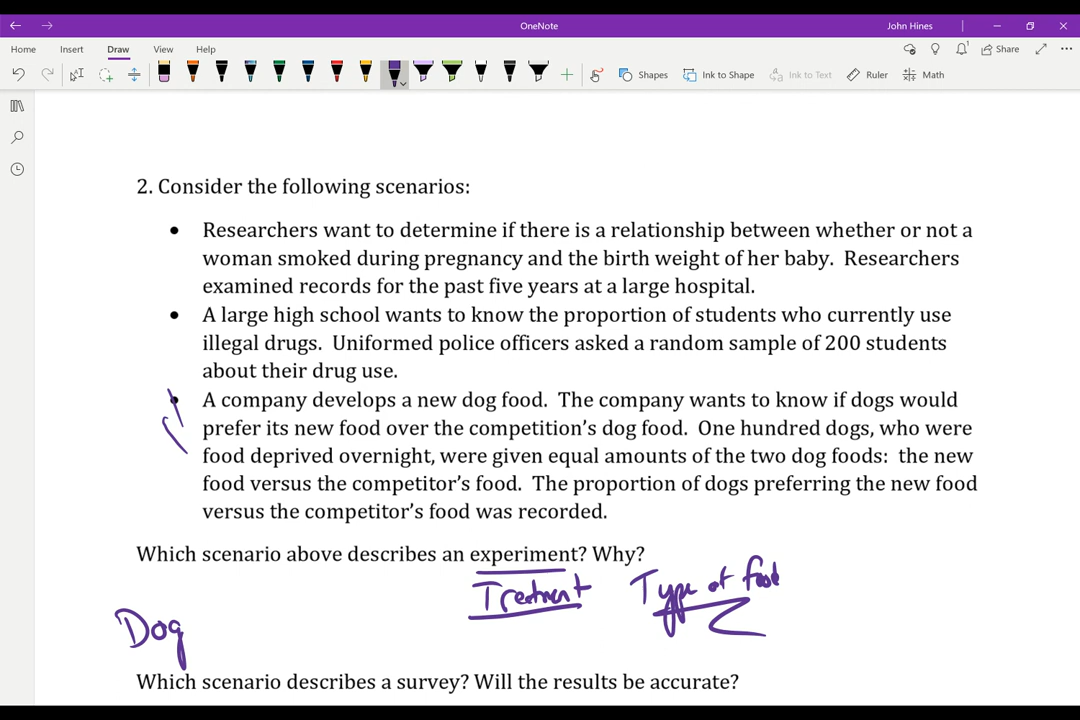 OneNote
John Hines
Home Insert Draw View Help
Share
Shapes Ink to Shape Ink to Text Ruler Math
2. Consider the following scenarios:
• Researchers want to determine if there is a relationship between whether or not a
woman smoked during pregnancy and the birth weight of her baby. Researchers
examined records for the past five years at a large hospital.
• A large high school wants to know the proportion of students who currently use
illegal drugs. Uniformed police officers asked a random sample of 200 students
about their drug use.
• A company develops a new dog food. The company wants to know if dogs would
prefer its new food over the competition's dog food. One hundred dogs, who were
food deprived overnight, were given equal amounts of the two dog foods: the new
food versus the competitor's food. The proportion of dogs preferring the new food
versus the competitor's food was recorded.
Which scenario above describes an experiment? Why?
Treatment Type of food
Dog
Which scenario describes a survey? Will the results be accurate?